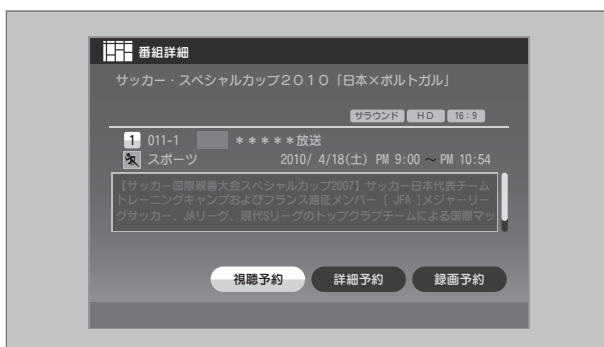 番組詳細
サッカー・スペシャルカップ2010「日本×ポルトガル」
サラウンド HD 16:9
1 011-1 ＊＊＊＊＊放送
スポーツ 2010/ 4/18(土) PM 9:00 ～ PM 10:54
【サッカー国際親善大会スペシャルカップ2007】サッカー日本代表チーム
トレーニングキャンプおよびフランス遠征メンバー [ JFA ]メジャーリー
グサッカー、JAリーグ、現代Sリーグのトップクラブチームによる国際マッ
視聴予約 詳細予約 録画予約